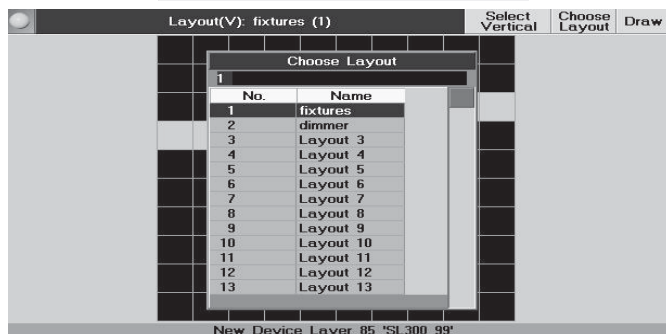 Layout(V): fixtures (1)
Select Vertical
Choose Layout
Draw
Choose Layout
1
No. Name
1 fixtures
2 dimmer
3 Layout 3
4 Layout 4
5 Layout 5
6 Layout 6
7 Layout 7
8 Layout 8
9 Layout 9
10 Layout 10
11 Layout 11
12 Layout 12
13 Layout 13
New Device Layer 85 'SL300 99'